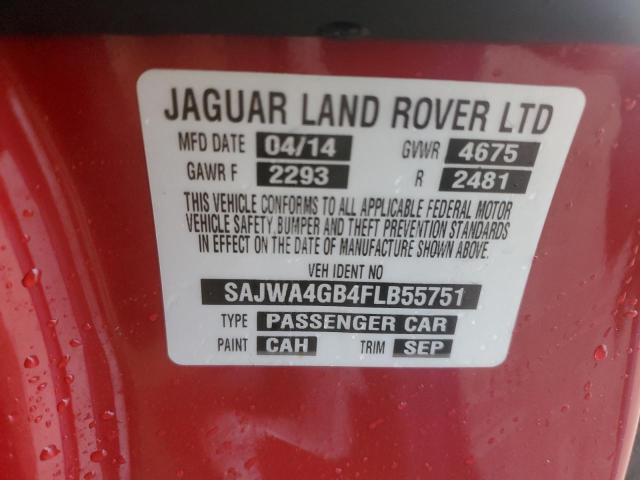 JAGUAR LAND ROVER LTD
MFD DATE 04/14 GVWR 4675
GAWR F 2293 R 2481
THIS VEHICLE CONFORMS TO ALL APPLICABLE FEDERAL MOTOR
VEHICLE SAFETY, BUMPER AND THEFT PREVENTION STANDARDS
IN EFFECT ON THE DATE OF MANUFACTURE SHOWN ABOVE.
VEH IDENT NO
SAJWA4GB4FLB55751
TYPE PASSENGER CAR
PAINT CAH TRIM SEP